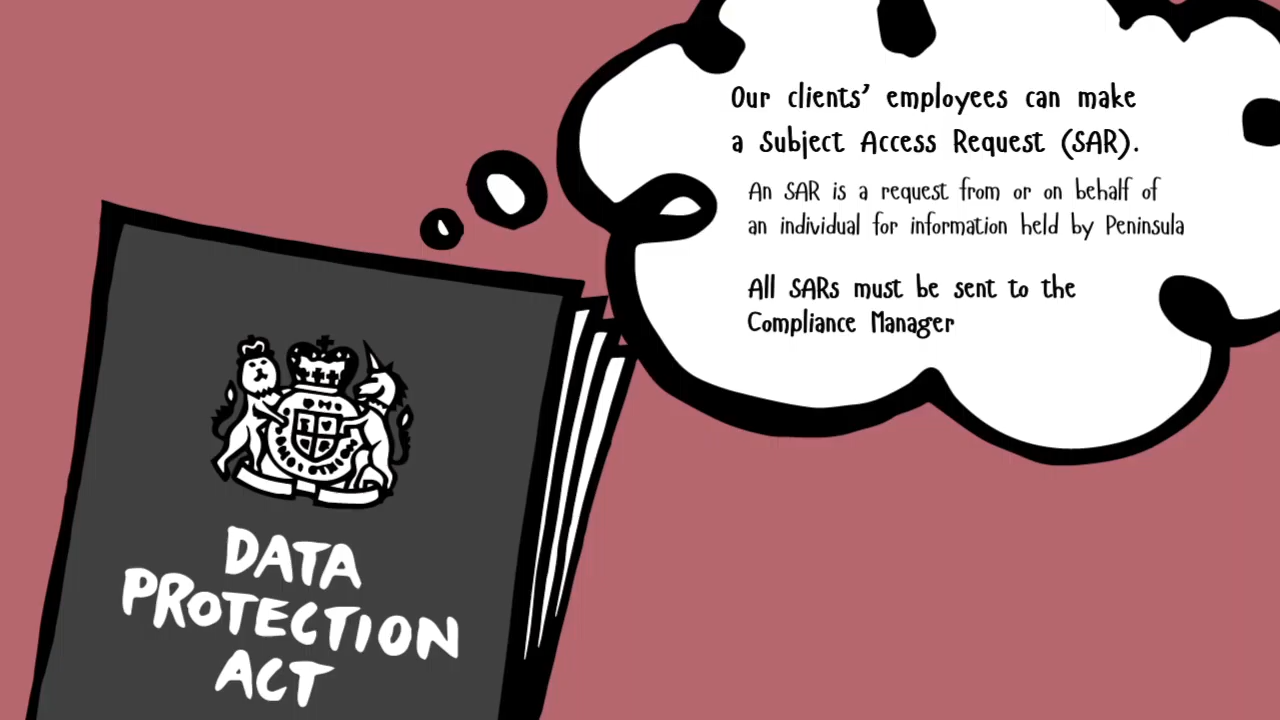 Our clients’ employees can make
a Subject Access Request (SAR).
An SAR is a request from or on behalf of
an individual for information held by Peninsula
All SARs must be sent to the
Compliance Manager
DATA
PROTECTION
ACT